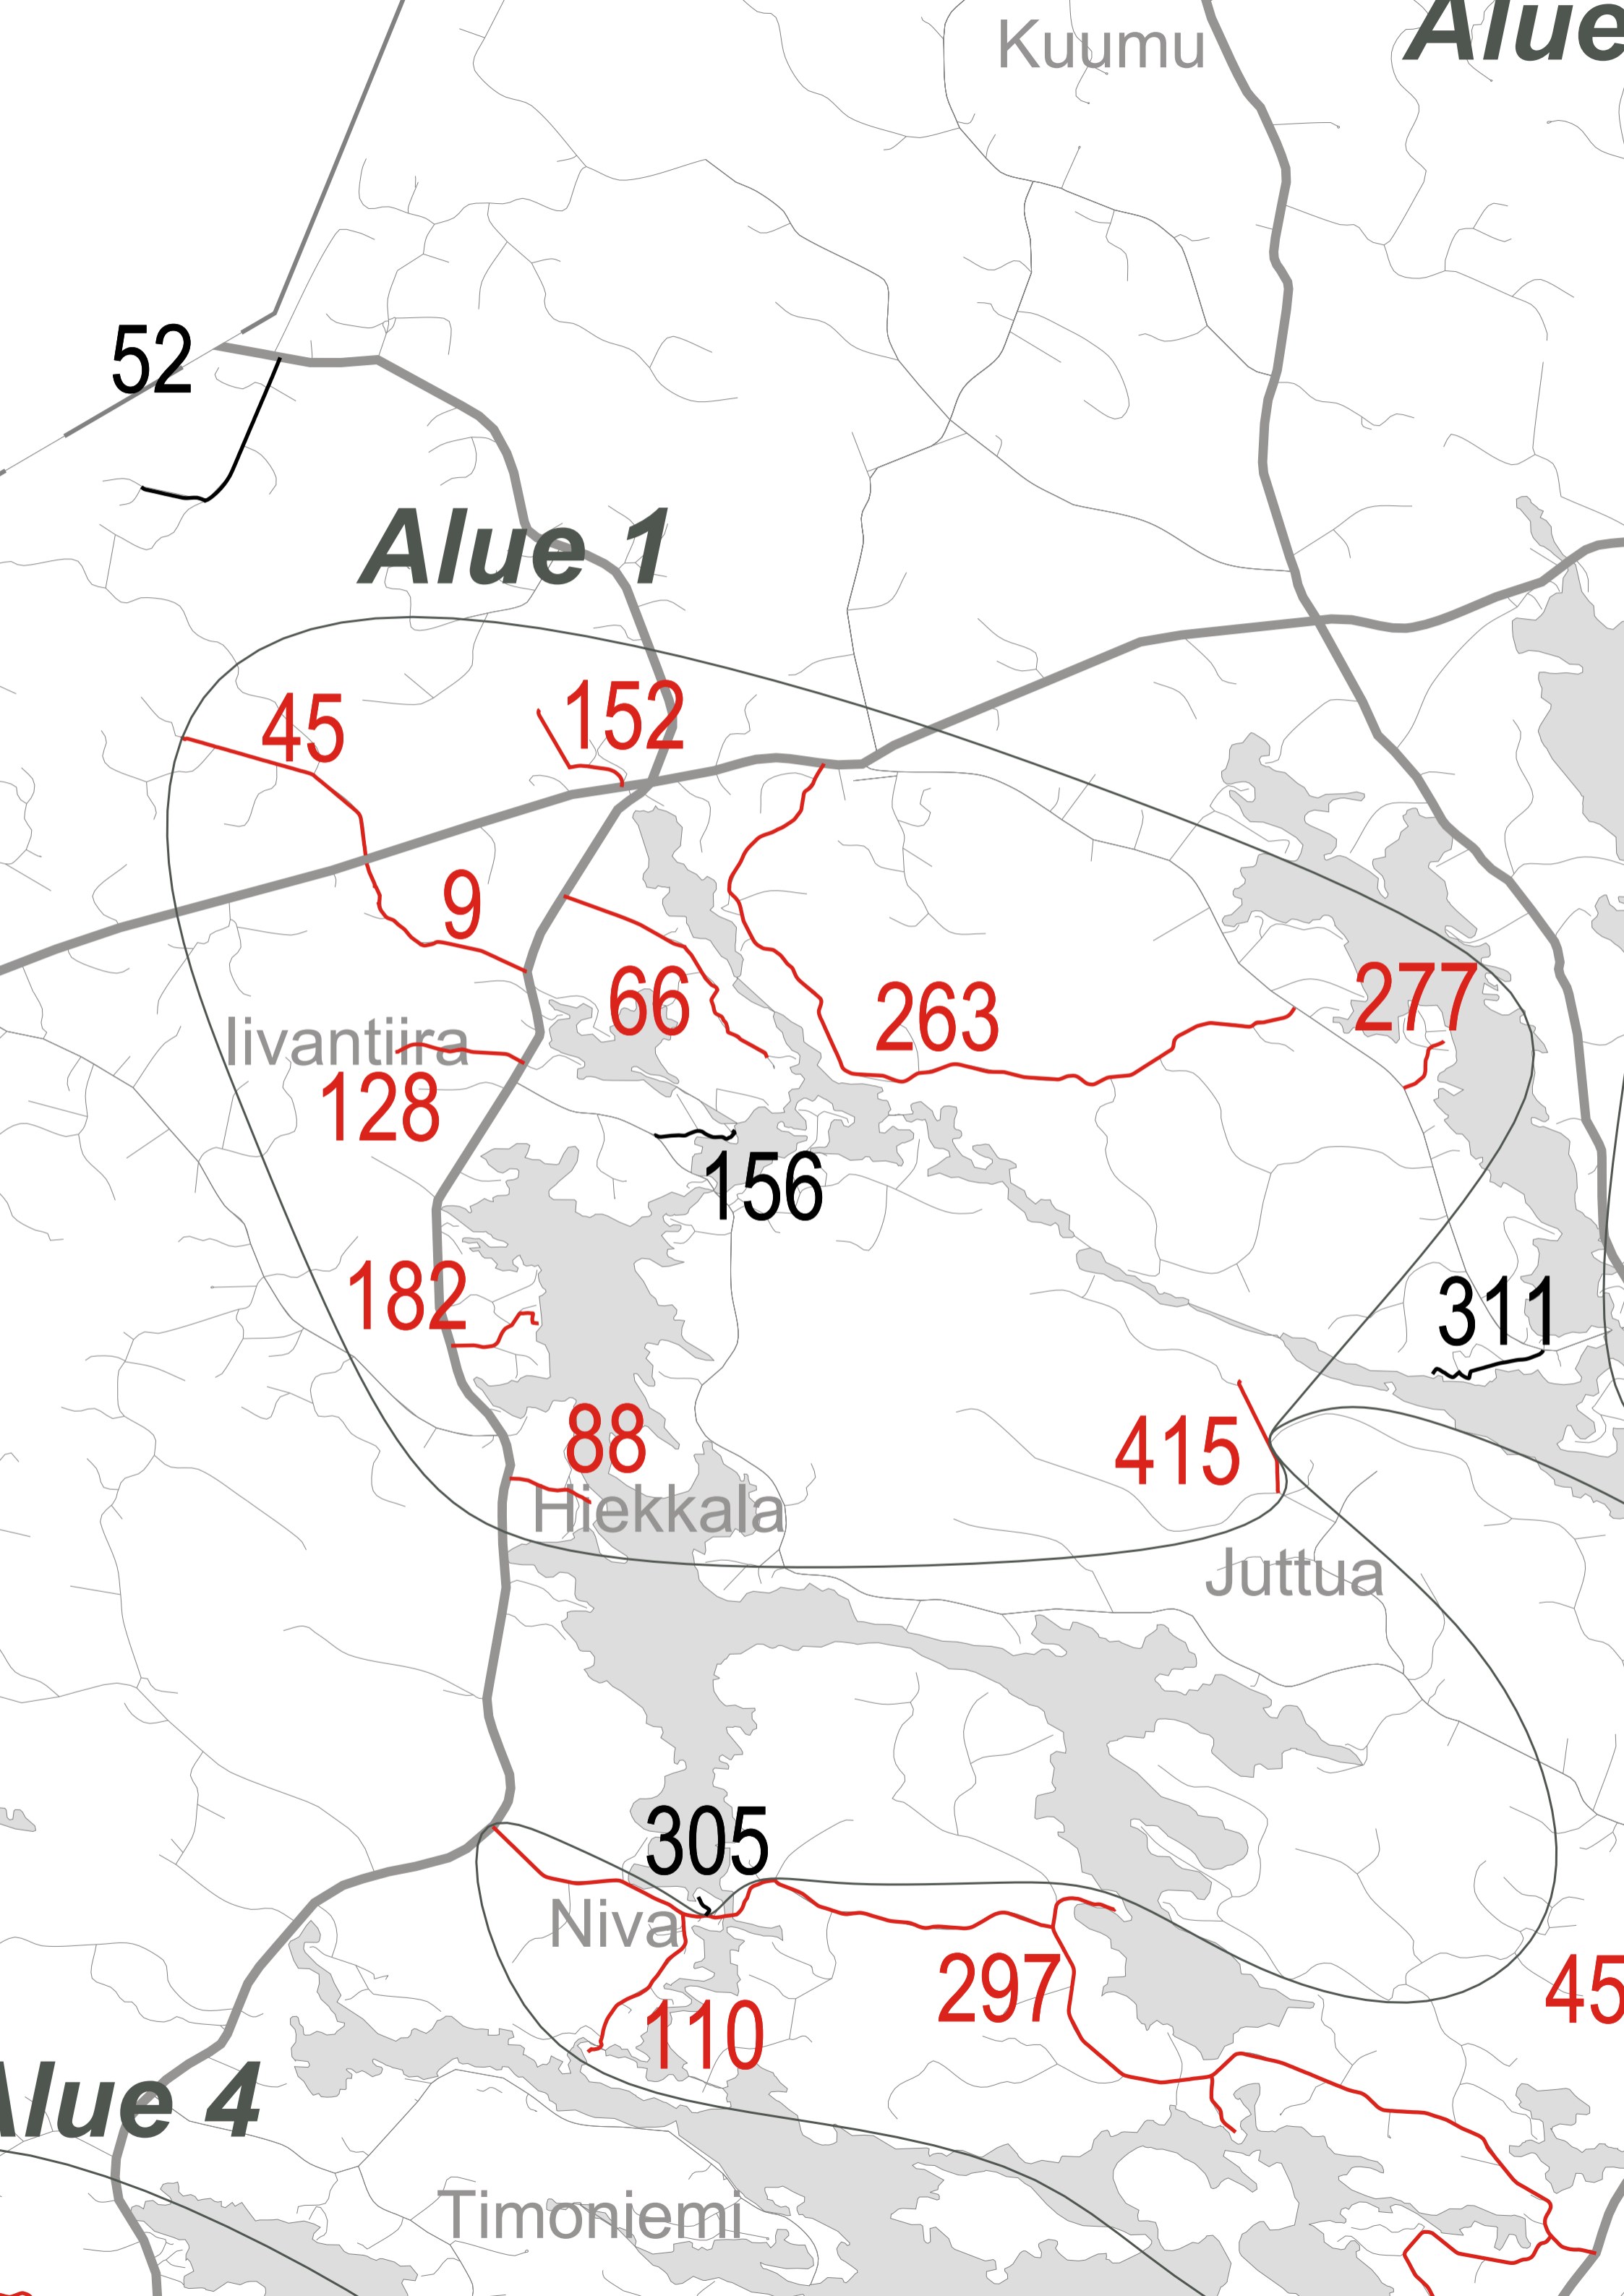 Kuumu
Alue
52
Alue 1
45
152
9
66
263
277
Iivantiira
128
156
182
311
88
415
Hiekkala
Juttua
305
Niva
297
45
110
Alue 4
Timoniemi